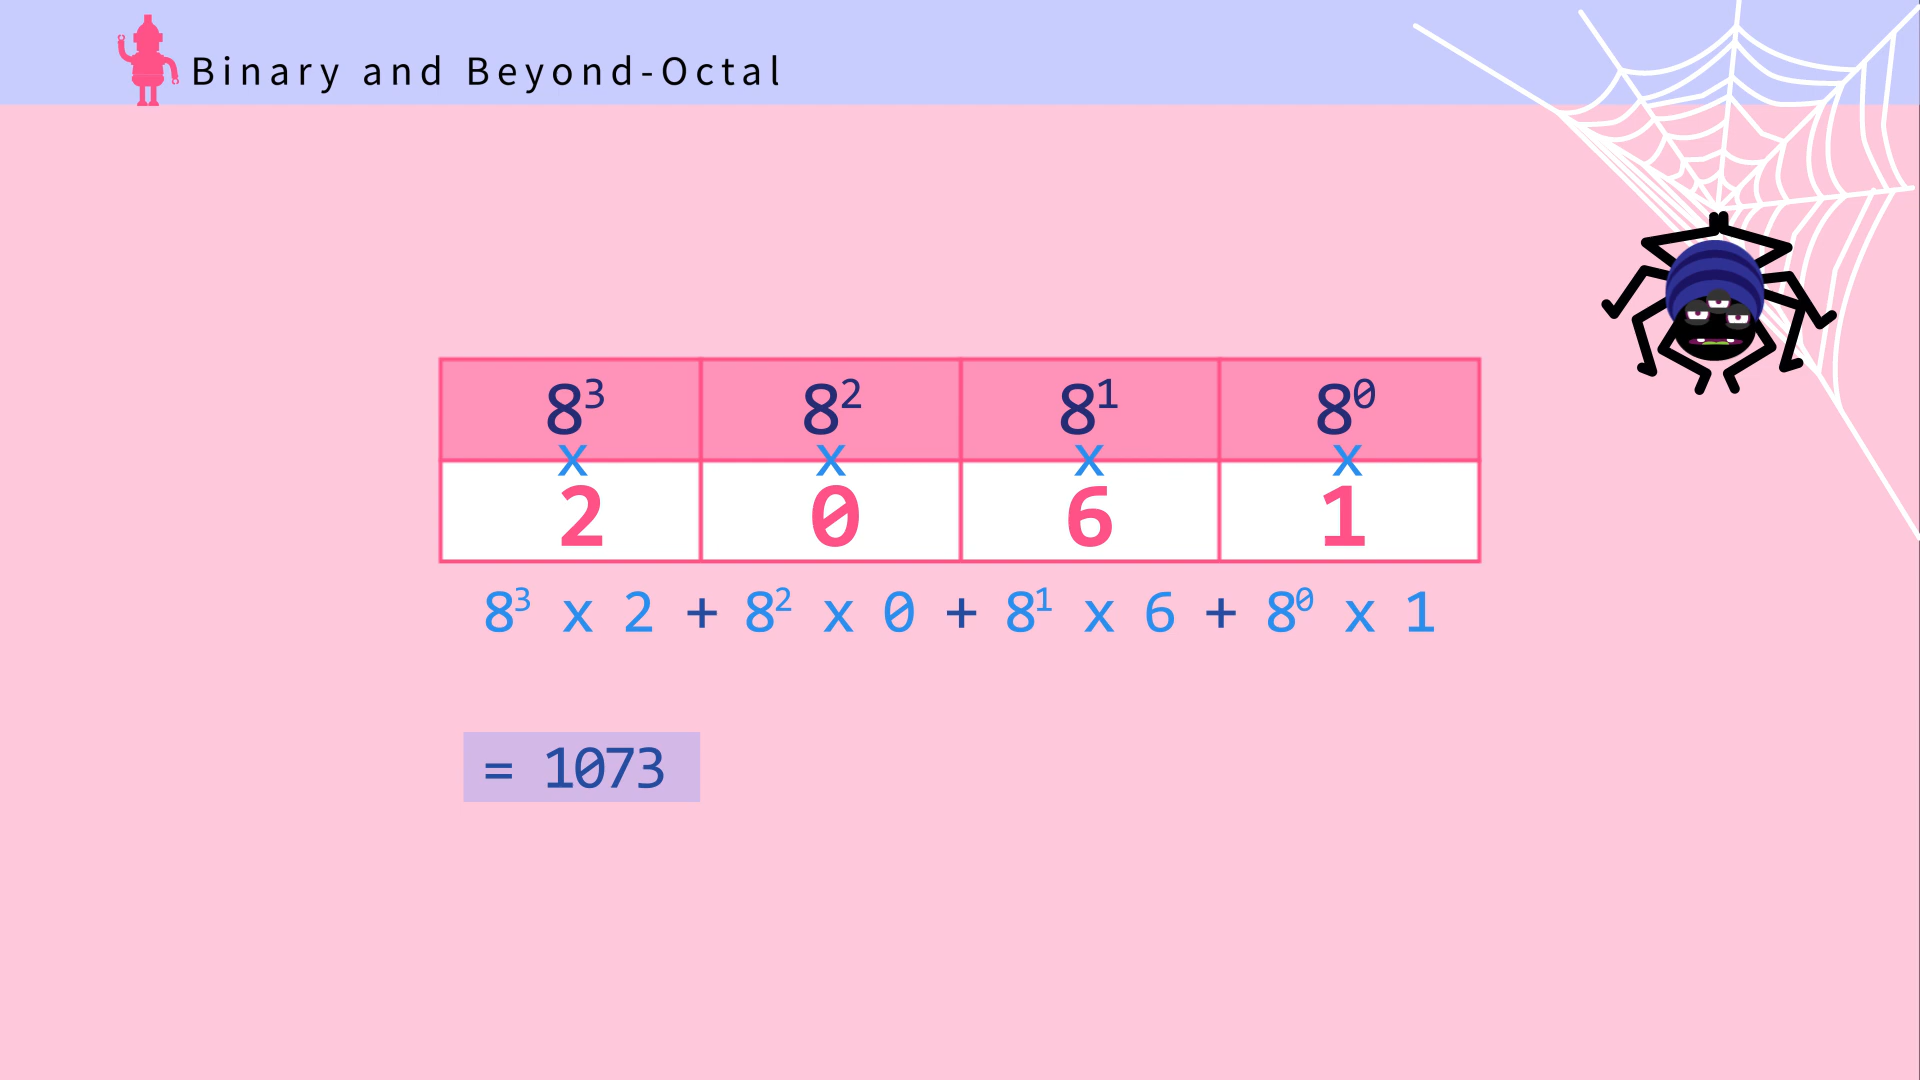 Binary and Beyond-Octal
8³ 8² 8¹ 8⁰
x x x x
2 0 6 1
8³ x 2 + 8² x 0 + 8¹ x 6 + 8⁰ x 1
= 1073